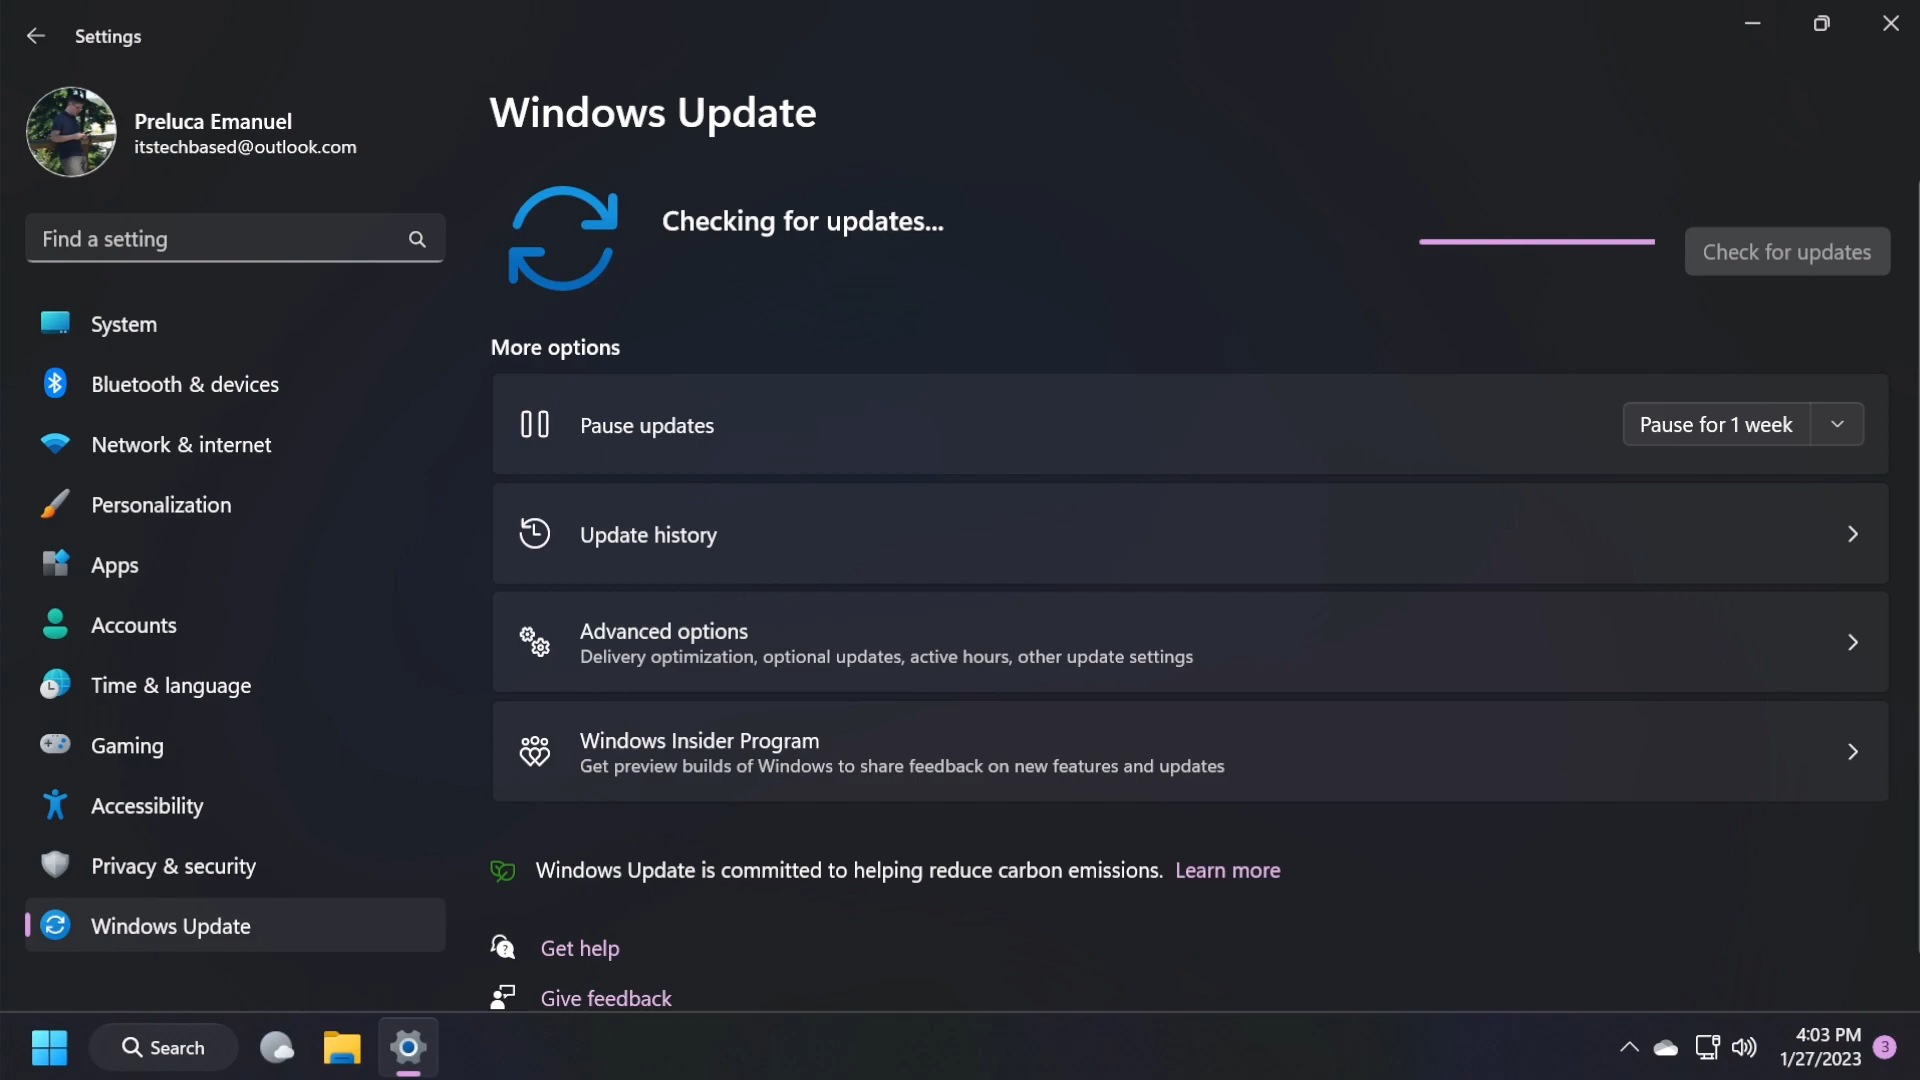 Settings
Preluca Emanuel
itstechbased@outlook.com
Find a setting
System
Bluetooth & devices
Network & internet
Personalization
Apps
Accounts
Time & language
Gaming
Accessibility
Privacy & security
Windows Update
Windows Update
Checking for updates...
Check for updates
More options
Pause updates
Pause for 1 week
Update history
Advanced options
Delivery optimization, optional updates, active hours, other update settings
Windows Insider Program
Get preview builds of Windows to share feedback on new features and updates
Windows Update is committed to helping reduce carbon emissions. Learn more
Get help
Give feedback
Search
4:03 PM
1/27/2023
3